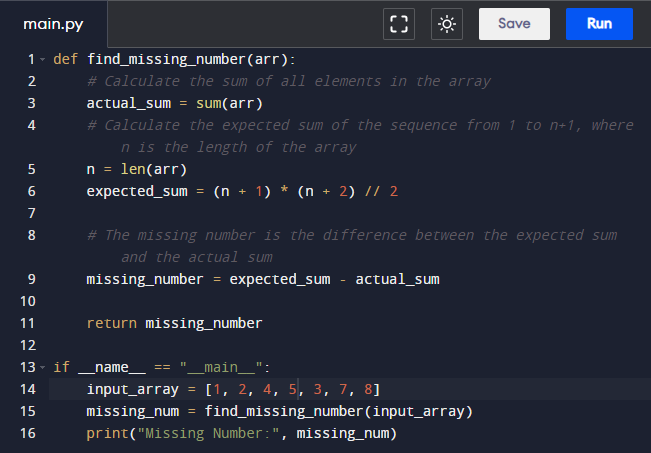 main.py
Save
Run
1 def find_missing_number(arr):
2     # Calculate the sum of all elements in the array
3     actual_sum = sum(arr)
4     # Calculate the expected sum of the sequence from 1 to n+1, where
n is the length of the array
5     n = len(arr)
6     expected_sum = (n + 1) * (n + 2) // 2
7
8     # The missing number is the difference between the expected sum
and the actual sum
9     missing_number = expected_sum - actual_sum
10
11     return missing_number
12
13 if __name__ == "__main__":
14     input_array = [1, 2, 4, 5, 3, 7, 8]
15     missing_num = find_missing_number(input_array)
16     print("Missing Number:", missing_num)